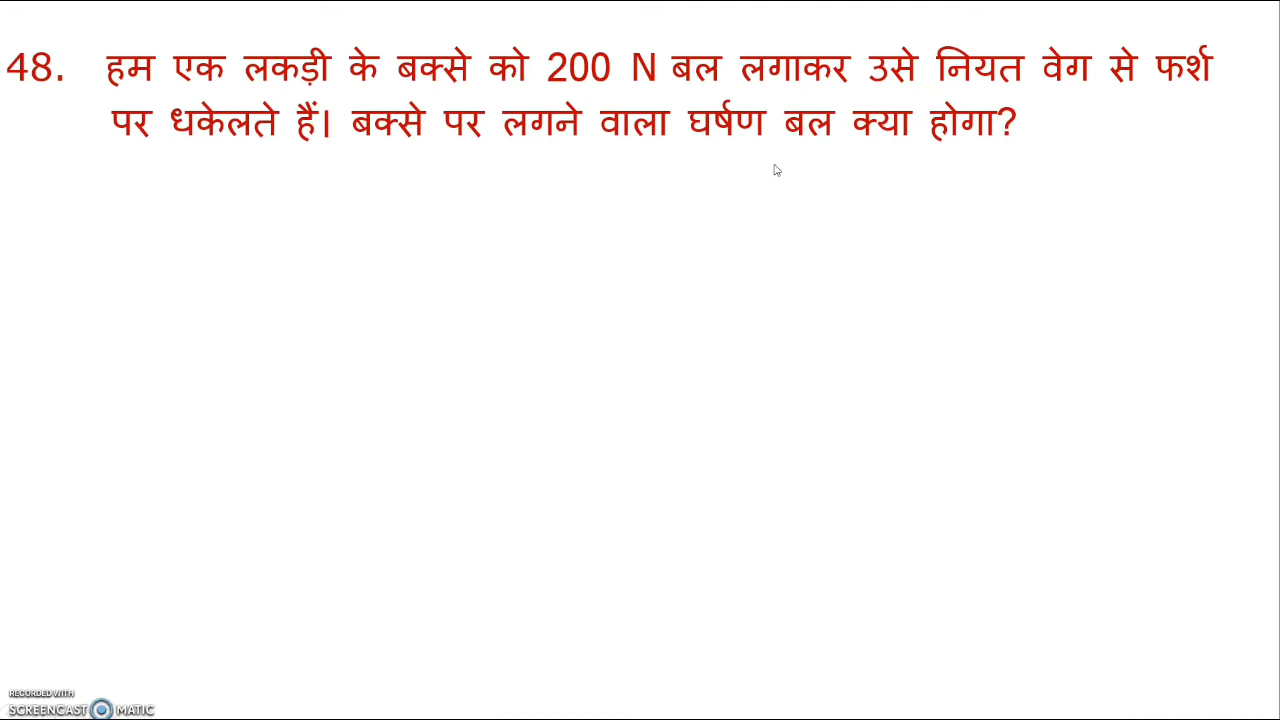 48. हम एक लकड़ी के बक्से को 200 N बल लगाकर उसे नियत वेग से फर्श
पर धकेलते हैं। बक्से पर लगने वाला घर्षण बल क्या होगा?
RECORDED WITH
SCREENCAST MATIC